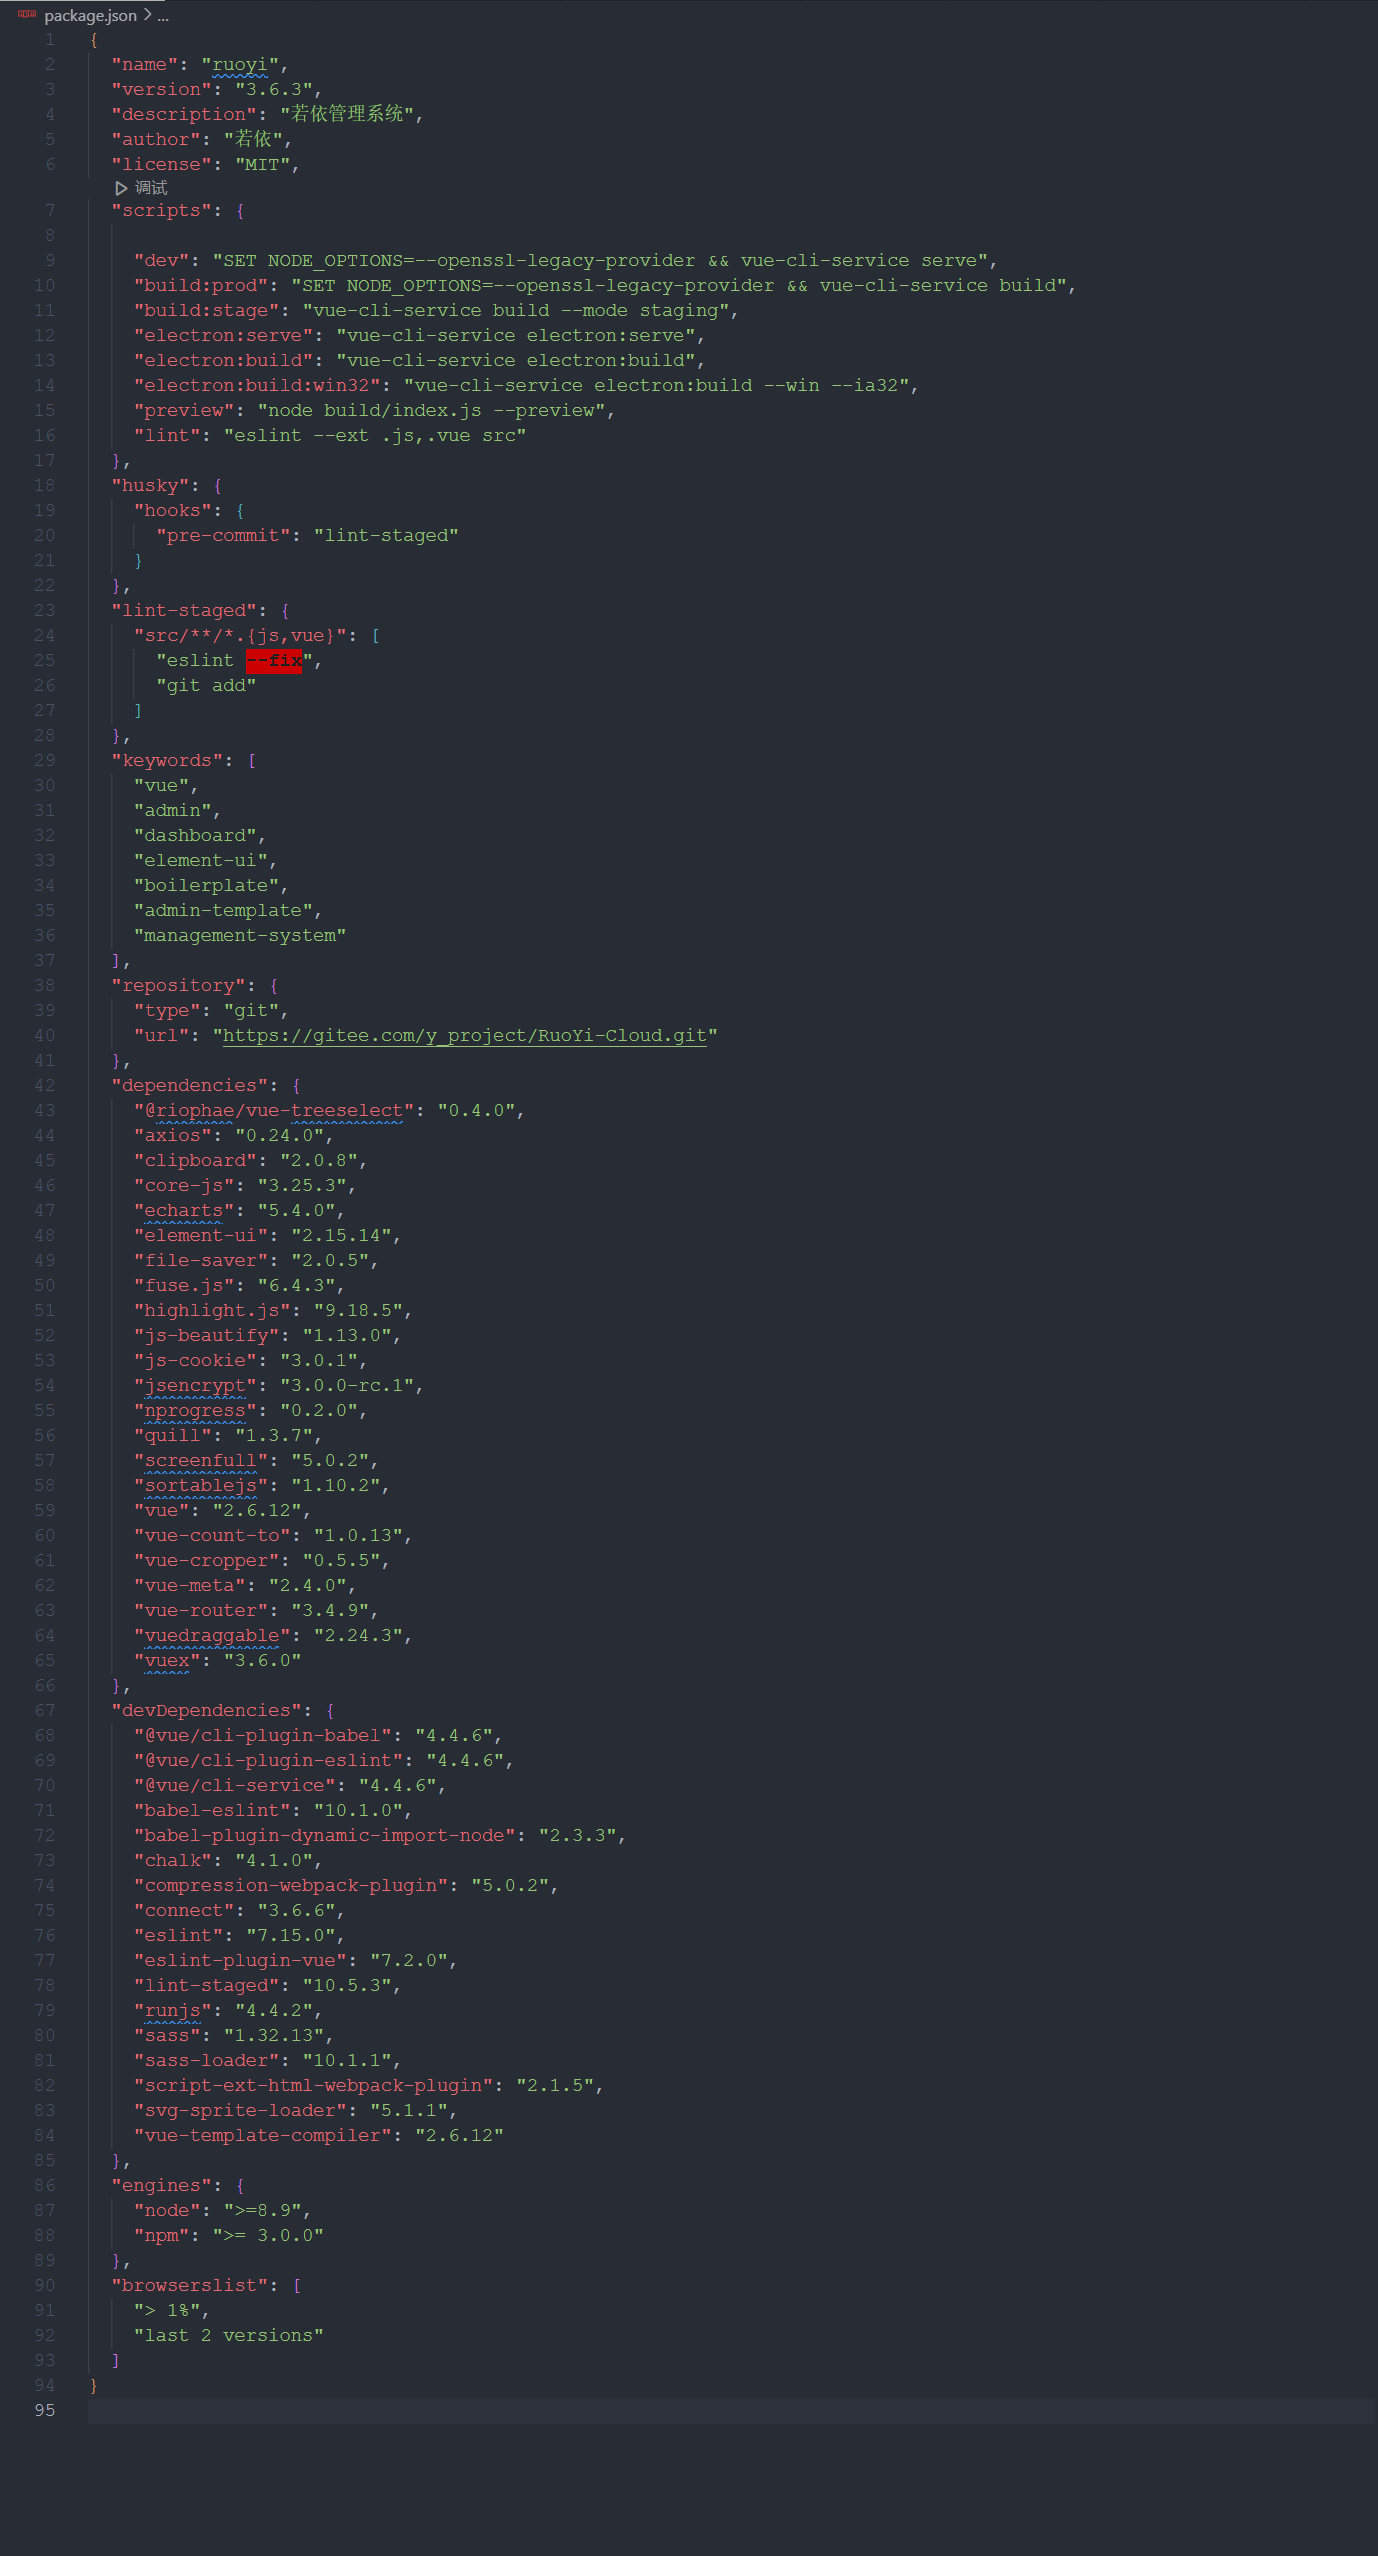 package.json > ...
1 {
2 "name": "ruoyi",
3 "version": "3.6.3",
4 "description": "若依管理系统",
5 "author": "若依",
6 "license": "MIT",
调试
7 "scripts": {
8
9 "dev": "SET NODE_OPTIONS=--openssl-legacy-provider && vue-cli-service serve",
10 "build:prod": "SET NODE_OPTIONS=--openssl-legacy-provider && vue-cli-service build",
11 "build:stage": "vue-cli-service build --mode staging",
12 "electron:serve": "vue-cli-service electron:serve",
13 "electron:build": "vue-cli-service electron:build",
14 "electron:build:win32": "vue-cli-service electron:build --win --ia32",
15 "preview": "node build/index.js --preview",
16 "lint": "eslint --ext .js,.vue src"
17 },
18 "husky": {
19 "hooks": {
20 "pre-commit": "lint-staged"
21 }
22 },
23 "lint-staged": {
24 "src/**/*.{js,vue}": [
25 "eslint --fix",
26 "git add"
27 ]
28 },
29 "keywords": [
30 "vue",
31 "admin",
32 "dashboard",
33 "element-ui",
34 "boilerplate",
35 "admin-template",
36 "management-system"
37 ],
38 "repository": {
39 "type": "git",
40 "url": "https://gitee.com/y_project/RuoYi-Cloud.git"
41 },
42 "dependencies": {
43 "@riophae/vue-treeselect": "0.4.0",
44 "axios": "0.24.0",
45 "clipboard": "2.0.8",
46 "core-js": "3.25.3",
47 "echarts": "5.4.0",
48 "element-ui": "2.15.14",
49 "file-saver": "2.0.5",
50 "fuse.js": "6.4.3",
51 "highlight.js": "9.18.5",
52 "js-beautify": "1.13.0",
53 "js-cookie": "3.0.1",
54 "jsencrypt": "3.0.0-rc.1",
55 "nprogress": "0.2.0",
56 "quill": "1.3.7",
57 "screenfull": "5.0.2",
58 "sortablejs": "1.10.2",
59 "vue": "2.6.12",
60 "vue-count-to": "1.0.13",
61 "vue-cropper": "0.5.5",
62 "vue-meta": "2.4.0",
63 "vue-router": "3.4.9",
64 "vuedraggable": "2.24.3",
65 "vuex": "3.6.0"
66 },
67 "devDependencies": {
68 "@vue/cli-plugin-babel": "4.4.6",
69 "@vue/cli-plugin-eslint": "4.4.6",
70 "@vue/cli-service": "4.4.6",
71 "babel-eslint": "10.1.0",
72 "babel-plugin-dynamic-import-node": "2.3.3",
73 "chalk": "4.1.0",
74 "compression-webpack-plugin": "5.0.2",
75 "connect": "3.6.6",
76 "eslint": "7.15.0",
77 "eslint-plugin-vue": "7.2.0",
78 "lint-staged": "10.5.3",
79 "runjs": "4.4.2",
80 "sass": "1.32.13",
81 "sass-loader": "10.1.1",
82 "script-ext-html-webpack-plugin": "2.1.5",
83 "svg-sprite-loader": "5.1.1",
84 "vue-template-compiler": "2.6.12"
85 },
86 "engines": {
87 "node": ">=8.9",
88 "npm": ">= 3.0.0"
89 },
90 "browserslist": [
91 "> 1%",
92 "last 2 versions"
93 ]
94 }
95